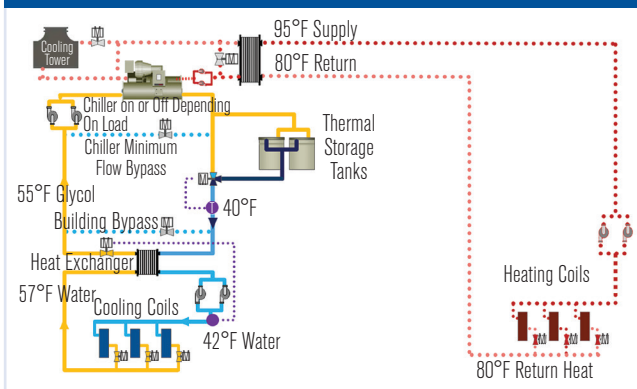 95°F Supply
Cooling
Tower
80°F Return
Chiller on or Off Depending
On Load
Thermal
Storage
Tanks
Chiller Minimum
Flow Bypass
55°F Glycol
40°F
Building Bypass
Heat Exchanger
Heating Coils
57°F Water
Cooling Coils
42°F Water
80°F Return Heat